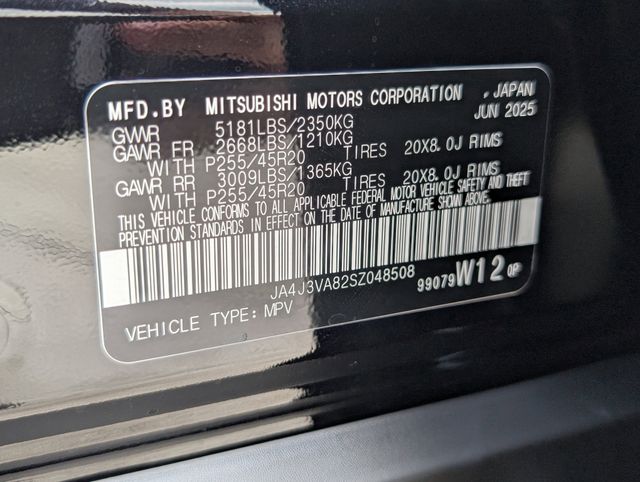 MFD.BY MITSUBISHI MOTORS CORPORATION , JAPAN
JUN 2025
GVWR 5181LBS/2350KG
GAWR FR 2668LBS/1210KG
WITH P255/45R20 TIRES 20X8.0J RIMS
GAWR RR 3009LBS/1365KG
WITH P255/45R20 TIRES 20X8.0J RIMS
THIS VEHICLE CONFORMS TO ALL APPLICABLE FEDERAL MOTOR VEHICLE SAFETY AND THEFT
PREVENTION STANDARDS IN EFFECT ON THE DATE OF MANUFACTURE SHOWN ABOVE.
JA4J3VA82SZ048508
99079W120P
VEHICLE TYPE: MPV